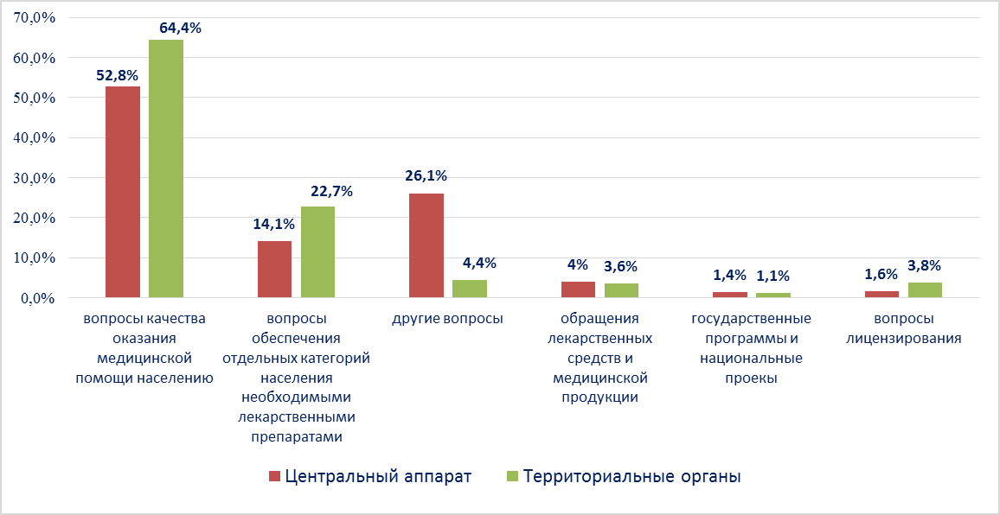 70,0%
60,0%
50,0%
40,0%
30,0%
20,0%
10,0%
0,0%
52,8%
64,4%
14,1%
22,7%
26,1%
4,4%
4%
3,6%
1,4%
1,1%
1,6%
3,8%
вопросы качества
оказания
медицинской
помощи населению
вопросы
обеспечения
отдельных категорий
населения
необходимыми
лекарственными
препаратами
другие вопросы
обращения
лекарственных
средств и
медицинской
продукции
государственные
программы и
национальные
проекы
вопросы
лицензирования
Центральный аппарат
Территориальные органы